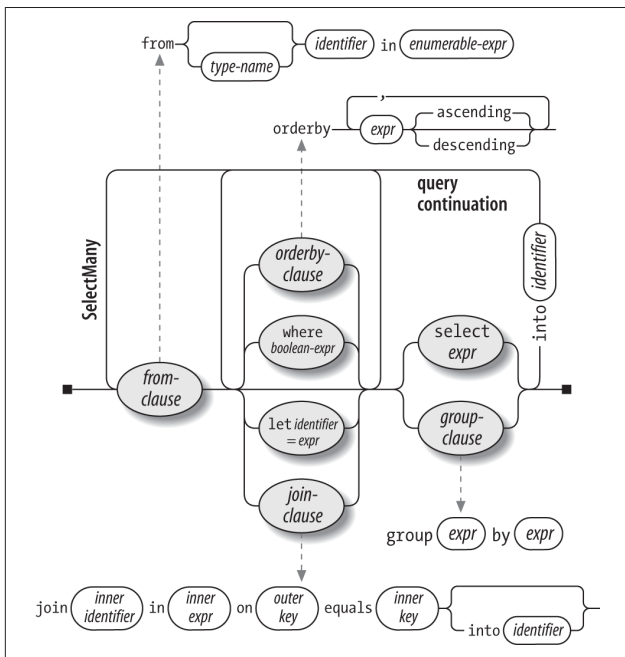 from identifier in enumerable-expr
type-name
,
orderby expr ascending
descending
query
continuation
SelectMany
orderby-
clause
into identifier
where
boolean-expr
select
expr
from-
clause
let identifier
= expr
group-
clause
join-
clause
group expr by expr
join inner identifier in inner expr on outer key equals inner key
into identifier